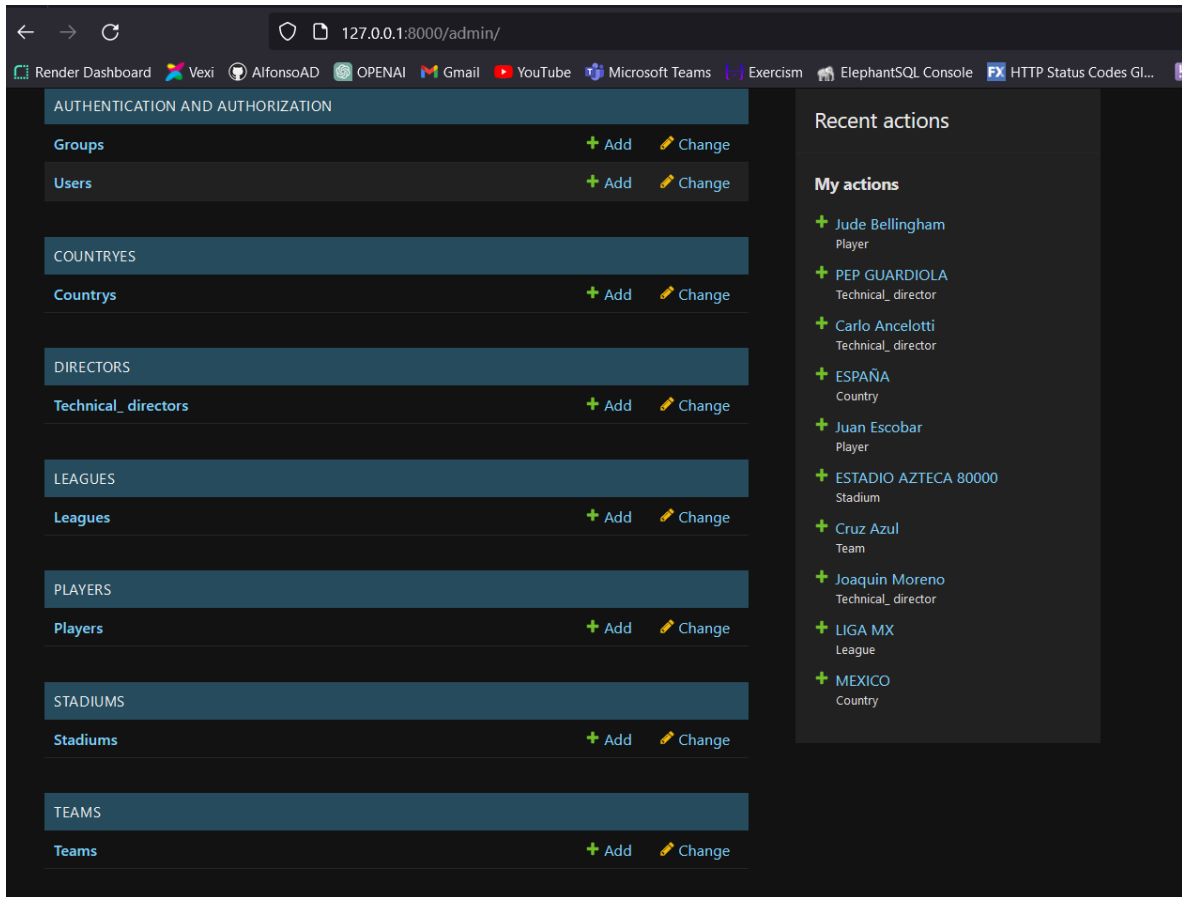 127.0.0.1:8000/admin/
Render Dashboard Vexi AlfonsoAD OPENAI Gmail YouTube Microsoft Teams Exercism ElephantSQL Console FX HTTP Status Codes Gl...
AUTHENTICATION AND AUTHORIZATION
Groups Add Change
Users Add Change
COUNTRYES
Countrys Add Change
DIRECTORS
Technical_ directors Add Change
LEAGUES
Leagues Add Change
PLAYERS
Players Add Change
STADIUMS
Stadiums Add Change
TEAMS
Teams Add Change
Recent actions
My actions
Jude Bellingham
Player
PEP GUARDIOLA
Technical_ director
Carlo Ancelotti
Technical_ director
ESPAÑA
Country
Juan Escobar
Player
ESTADIO AZTECA 80000
Stadium
Cruz Azul
Team
Joaquin Moreno
Technical_ director
LIGA MX
League
MEXICO
Country